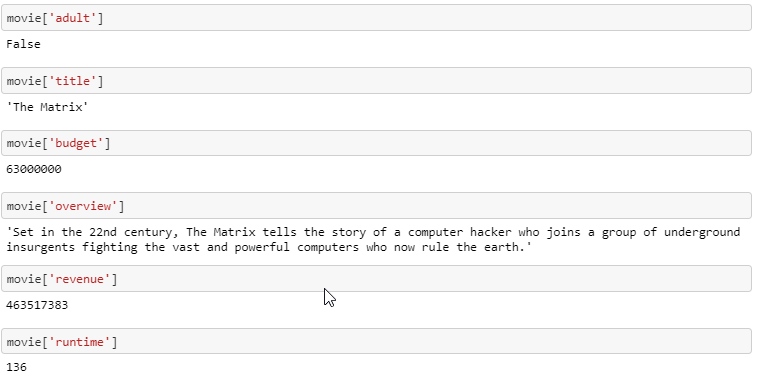 movie['adult']
False
movie['title']
'The Matrix'
movie['budget']
63000000
movie['overview']
'Set in the 22nd century, The Matrix tells the story of a computer hacker who joins a group of underground
insurgents fighting the vast and powerful computers who now rule the earth.'
movie['revenue']
463517383
movie['runtime']
136